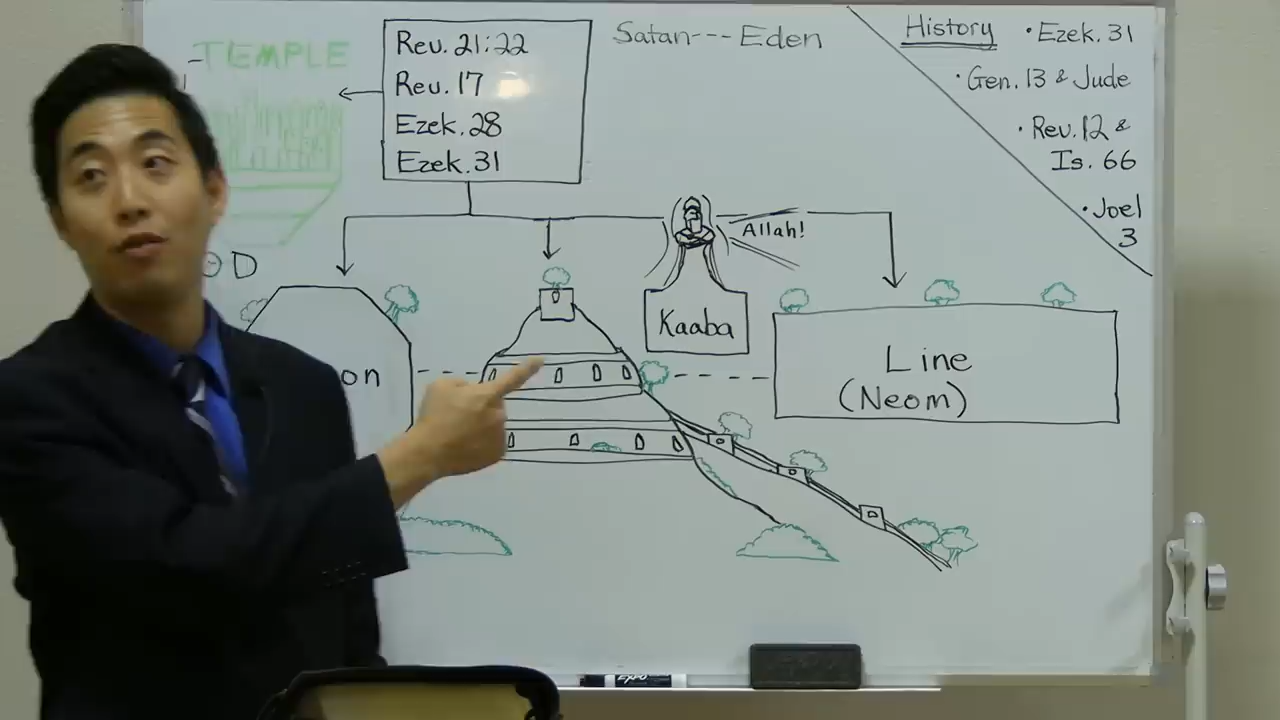 TEMPLE
Rev. 21:22
Rev. 17
Ezek. 28
Ezek. 31
Satan---Eden
History
• Ezek. 31
• Gen. 13 & Jude
• Rev. 12 &
Is. 66
• Joel
3
Allah!
Kaaba
Line
(Neom)
EXPO